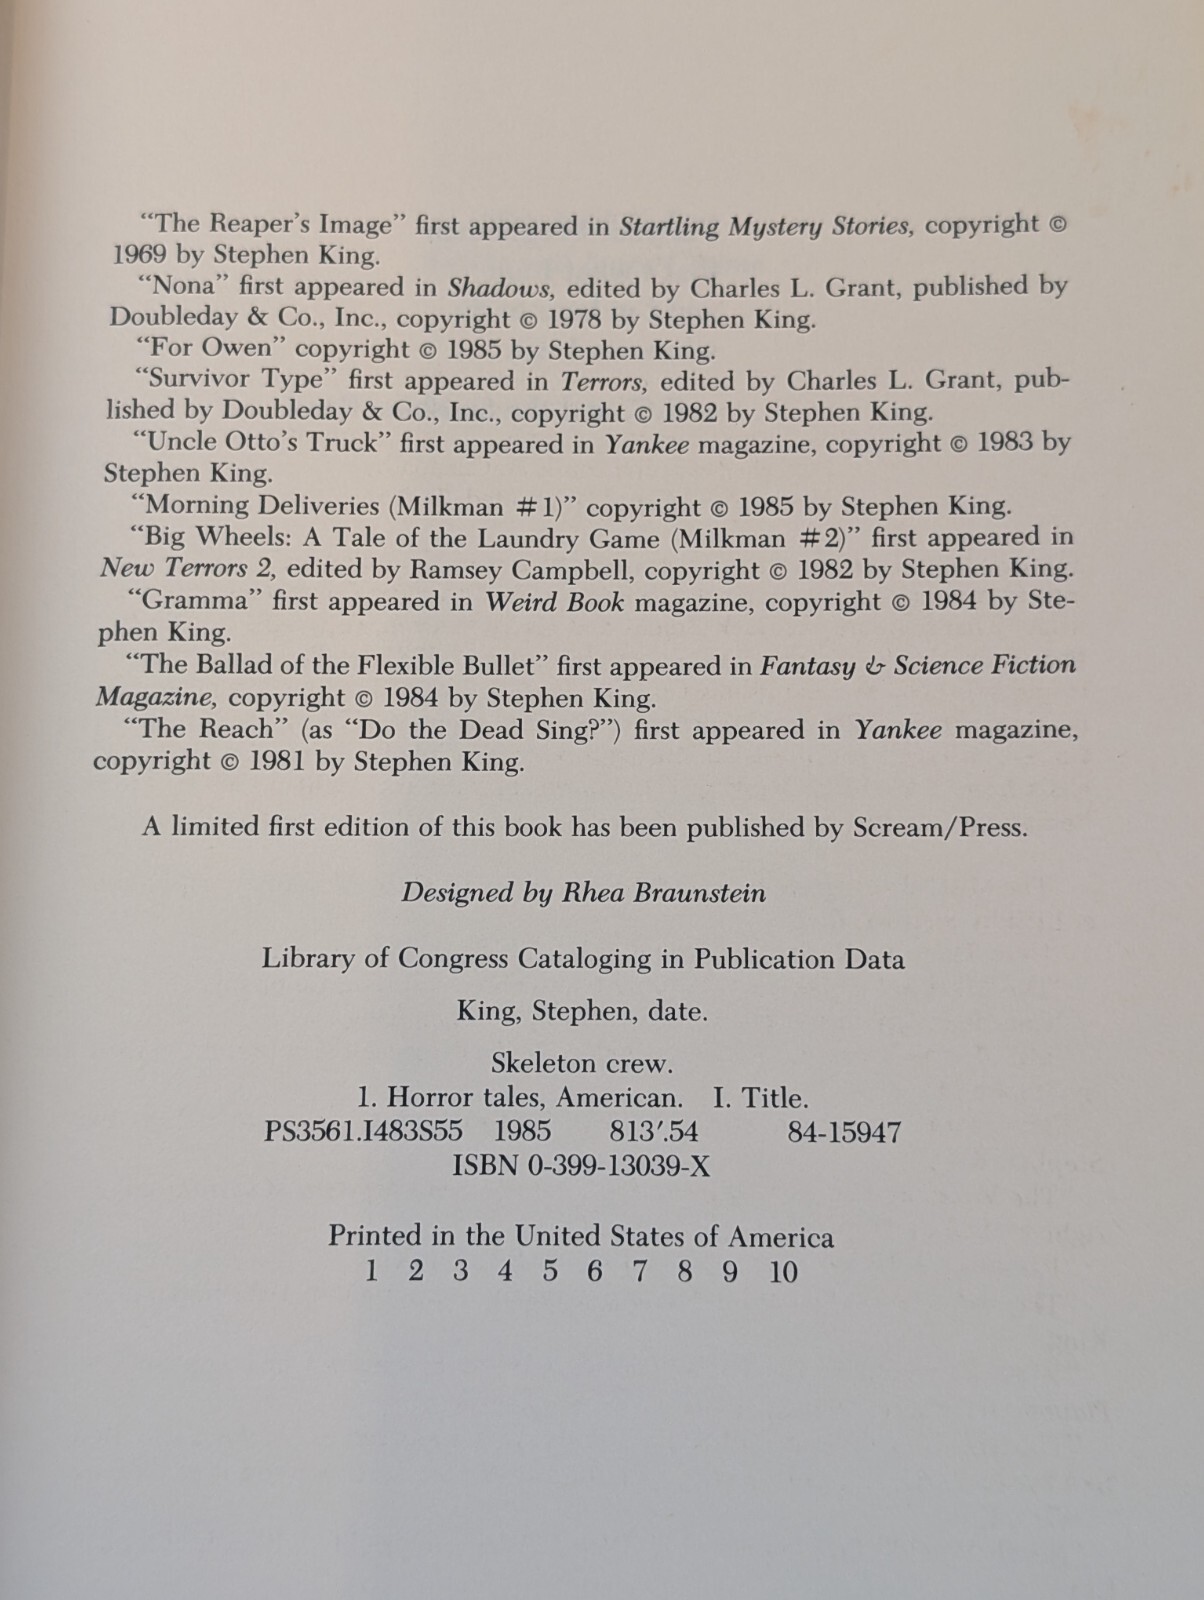 “The Reaper’s Image” first appeared in Startling Mystery Stories, copyright ©
1969 by Stephen King.
“Nona” first appeared in Shadows, edited by Charles L. Grant, published by
Doubleday & Co., Inc., copyright © 1978 by Stephen King.
“For Owen” copyright © 1985 by Stephen King.
“Survivor Type” first appeared in Terrors, edited by Charles L. Grant, pub-
lished by Doubleday & Co., Inc., copyright © 1982 by Stephen King.
“Uncle Otto’s Truck” first appeared in Yankee magazine, copyright © 1983 by
Stephen King.
“Morning Deliveries (Milkman #1)” copyright © 1985 by Stephen King.
“Big Wheels: A Tale of the Laundry Game (Milkman #2)” first appeared in
New Terrors 2, edited by Ramsey Campbell, copyright © 1982 by Stephen King.
“Gramma” first appeared in Weird Book magazine, copyright © 1984 by Ste-
phen King.
“The Ballad of the Flexible Bullet” first appeared in Fantasy & Science Fiction
Magazine, copyright © 1984 by Stephen King.
“The Reach” (as “Do the Dead Sing?”) first appeared in Yankee magazine,
copyright © 1981 by Stephen King.
A limited first edition of this book has been published by Scream/Press.
Designed by Rhea Braunstein
Library of Congress Cataloging in Publication Data
King, Stephen, date.
Skeleton crew.
1. Horror tales, American. I. Title.
PS3561.I483S55 1985 813′.54 84-15947
ISBN 0-399-13039-X
Printed in the United States of America
1 2 3 4 5 6 7 8 9 10